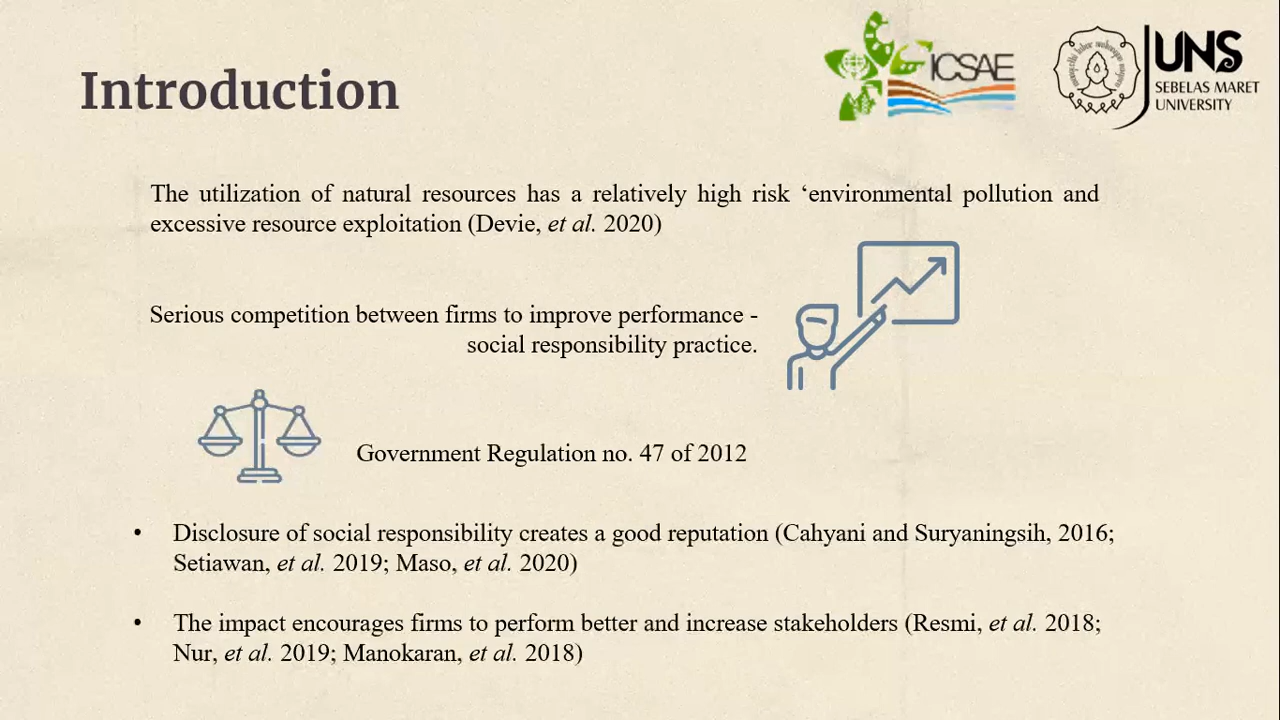 Introduction
ICSAE
UNS
SEBELAS MARET
UNIVERSITY
The utilization of natural resources has a relatively high risk ‘environmental pollution and
excessive resource exploitation (Devie, et al. 2020)
Serious competition between firms to improve performance -
social responsibility practice.
Government Regulation no. 47 of 2012
• Disclosure of social responsibility creates a good reputation (Cahyani and Suryaningsih, 2016;
Setiawan, et al. 2019; Maso, et al. 2020)
• The impact encourages firms to perform better and increase stakeholders (Resmi, et al. 2018;
Nur, et al. 2019; Manokaran, et al. 2018)